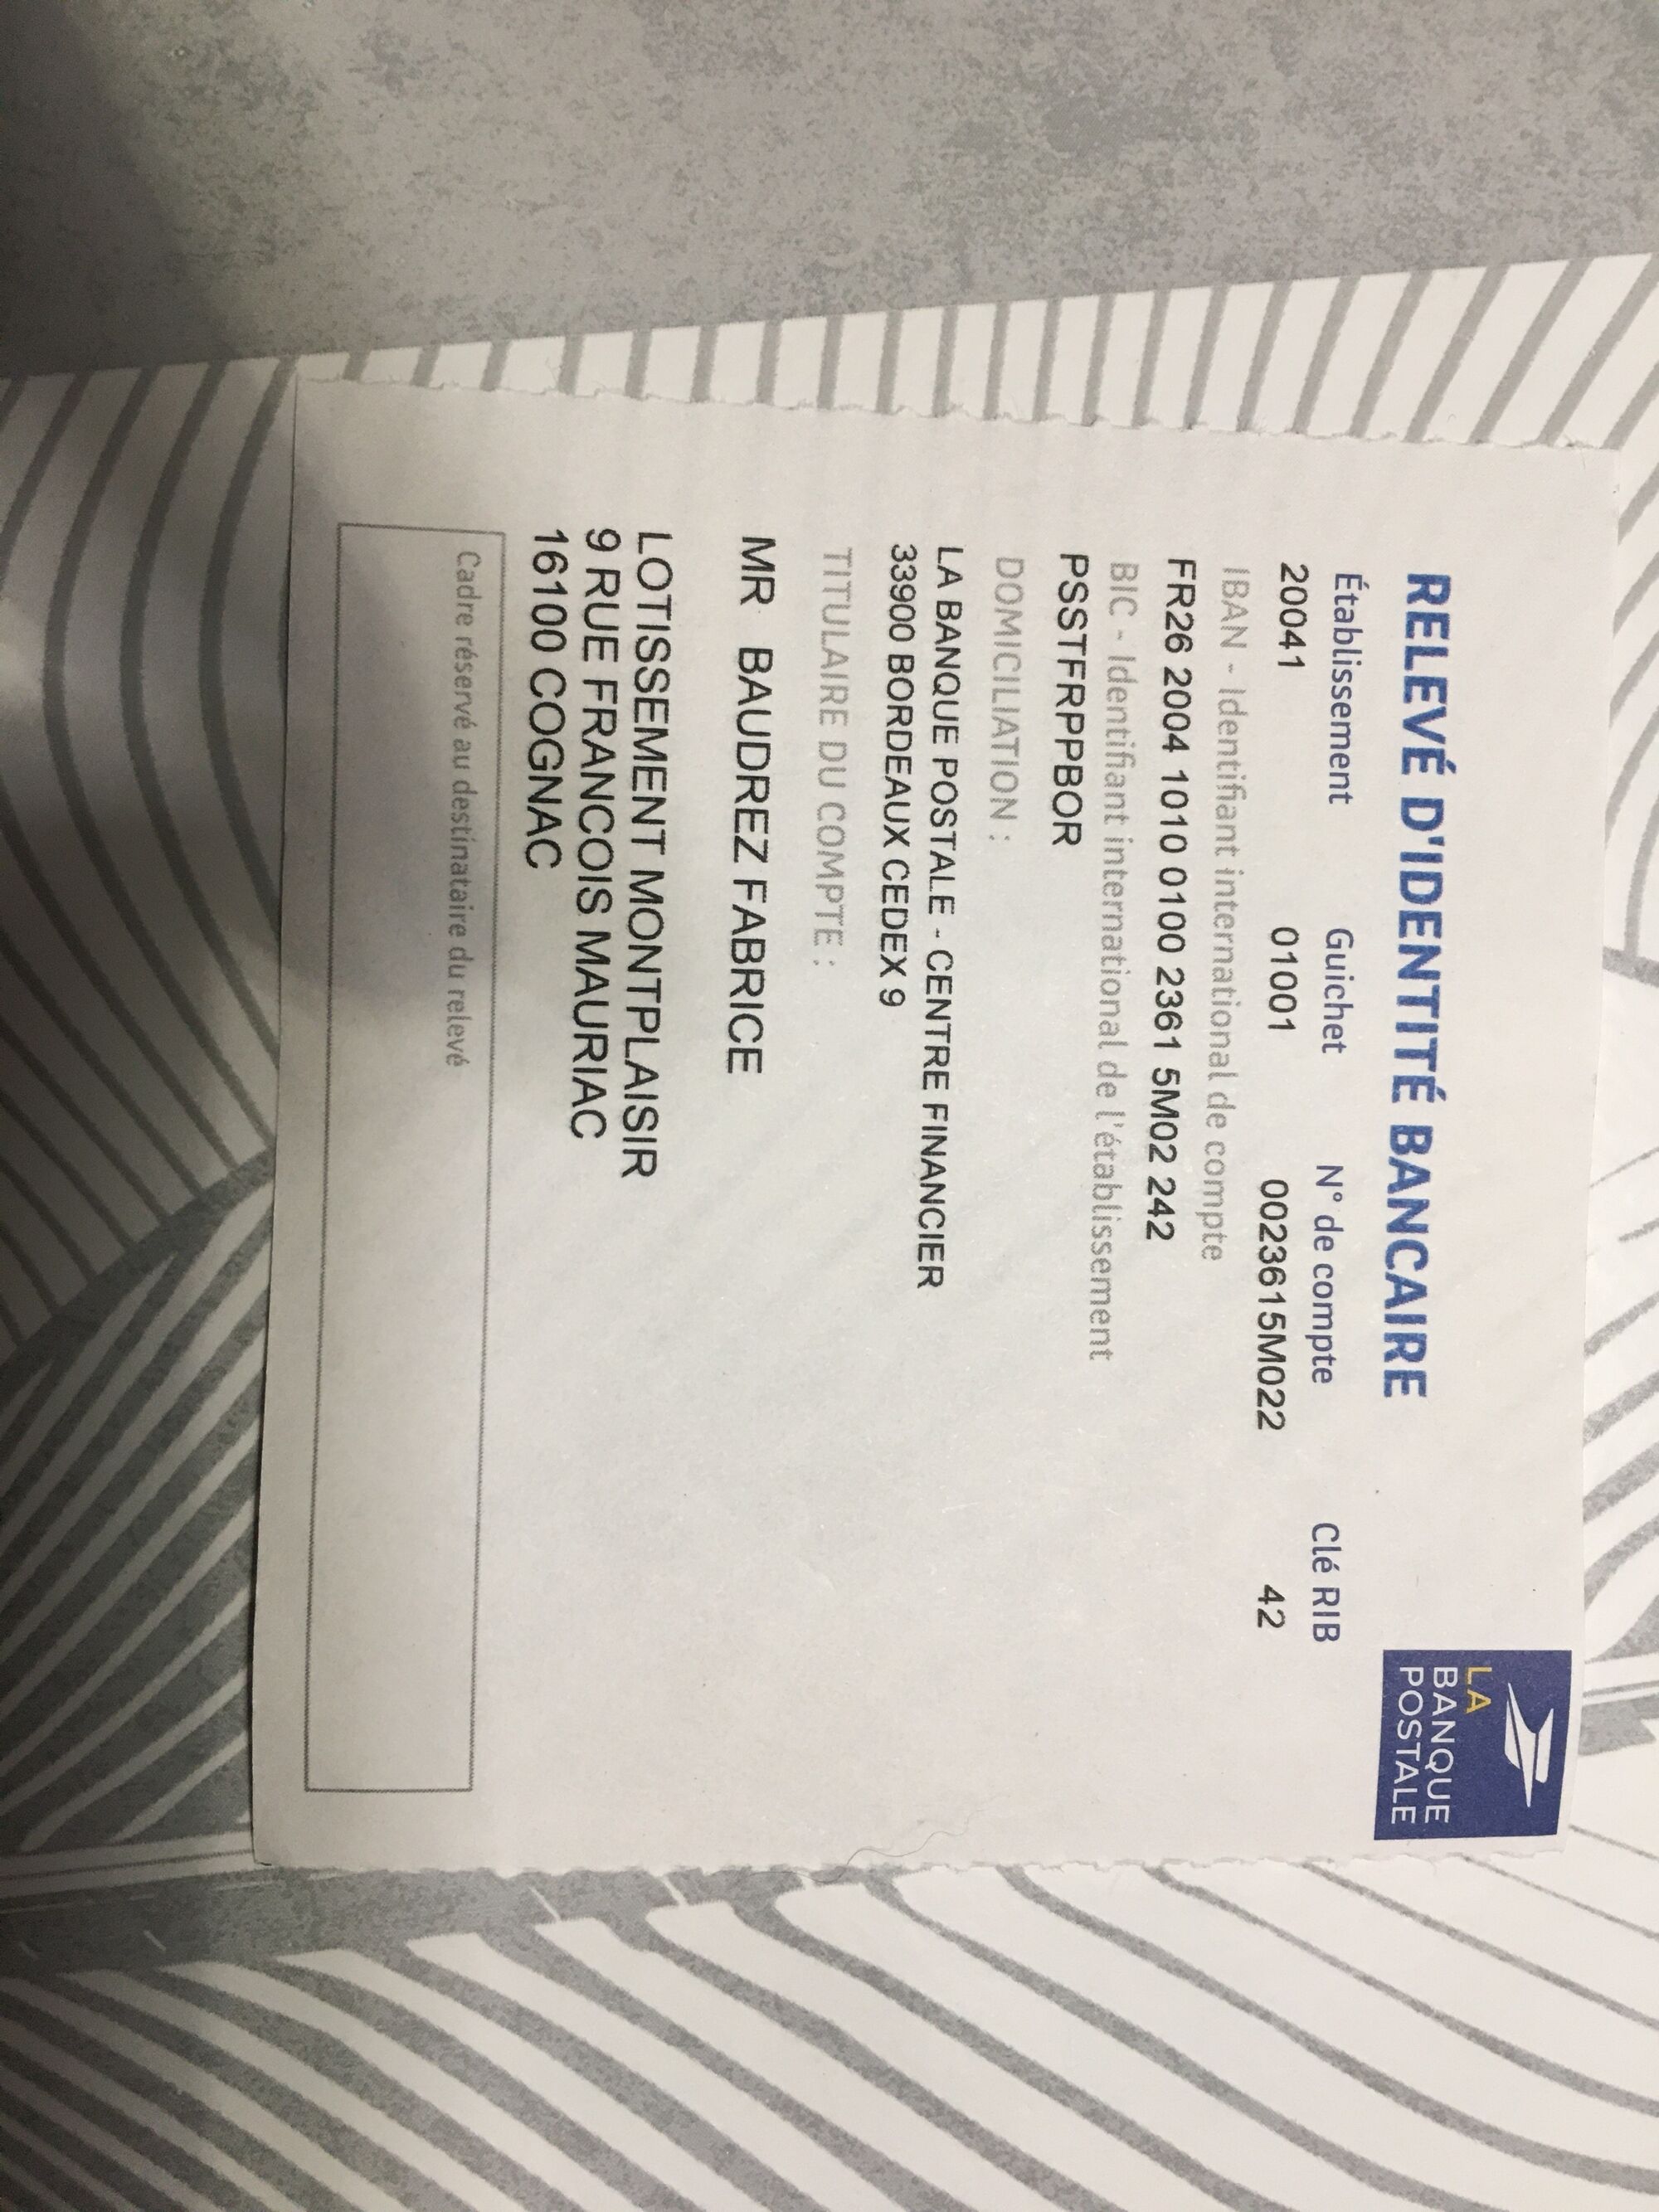 LA
BANQUE
POSTALE
RELEVÉ D'IDENTITÉ BANCAIRE
Établissement Guichet N° de compte Clé RIB
20041 01001 0023615M022 42
IBAN - Identifiant international de compte
FR26 2004 1010 0100 2361 5M02 242
BIC - Identifiant international de l'établissement
PSSTFRPPBOR
DOMICILIATION :
LA BANQUE POSTALE - CENTRE FINANCIER
33900 BORDEAUX CEDEX 9
TITULAIRE DU COMPTE :
MR BAUDREZ FABRICE
LOTISSEMENT MONTPLAISIR
9 RUE FRANCOIS MAURIAC
16100 COGNAC
Cadre réservé au destinataire du relevé